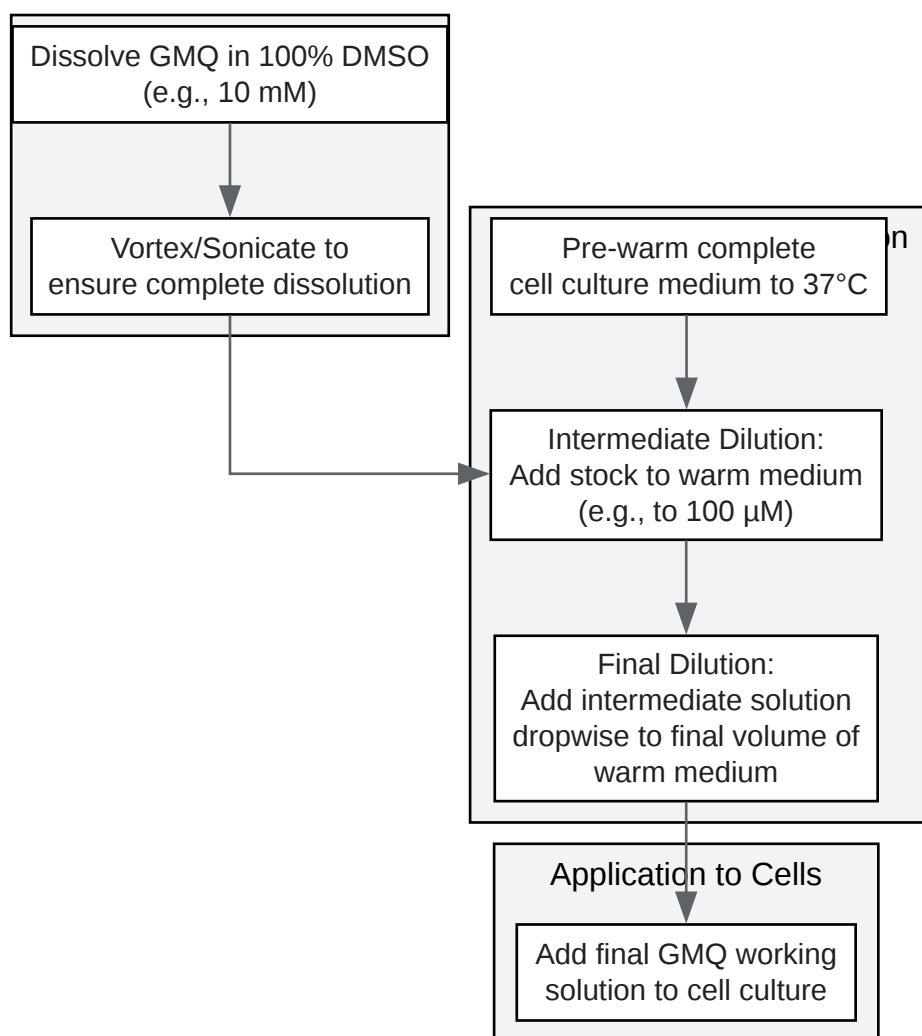 Dissolve GMQ in 100% DMSO
(e.g., 10 mM)
Vortex/Sonicate to
ensure complete dissolution
Pre-warm complete
cell culture medium to 37°C
Intermediate Dilution:
Add stock to warm medium
(e.g., to 100 µM)
Final Dilution:
Add intermediate solution
dropwise to final volume of
warm medium
Application to Cells
Add final GMQ working
solution to cell culture